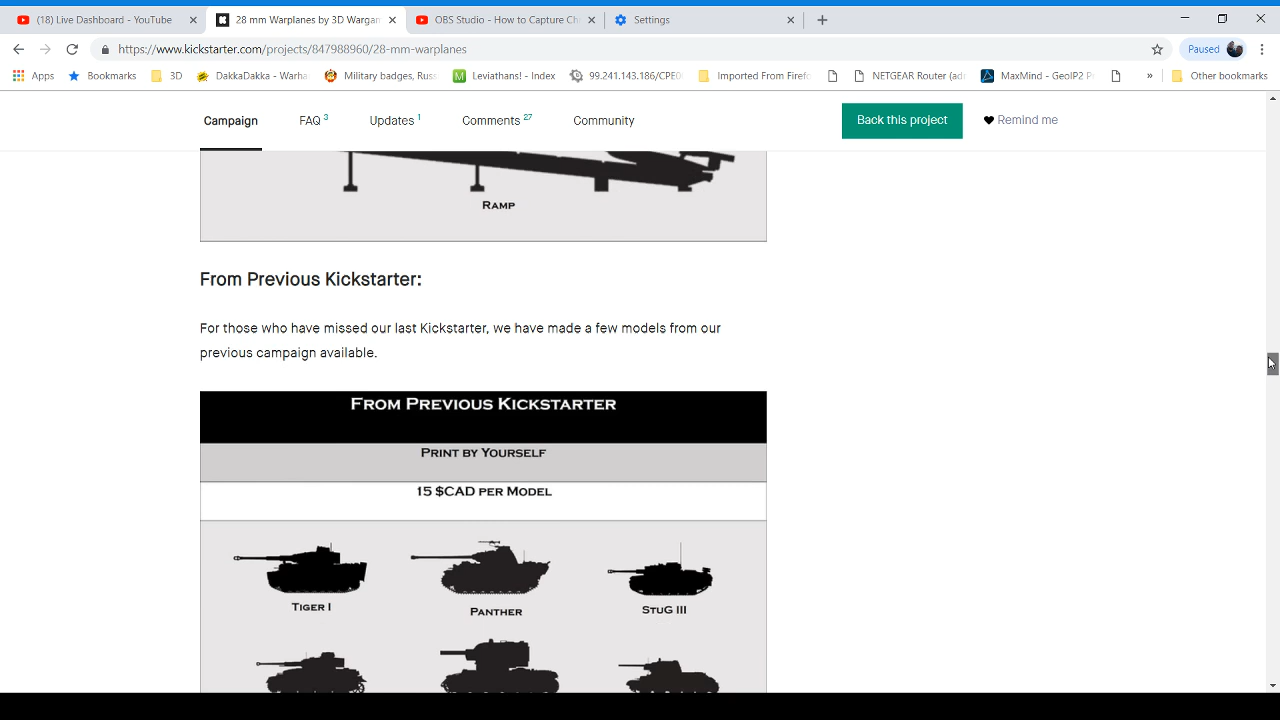 (18) Live Dashboard - YouTube
28 mm Warplanes by 3D Wargam
OBS Studio - How to Capture Ch
Settings
https://www.kickstarter.com/projects/847988960/28-mm-warplanes
Paused
Apps
Bookmarks
3D
DakkaDakka - Warha
Military badges, Russ
Leviathans! - Index
99.241.143.186/CPE0
Imported From Firefo
NETGEAR Router (adm
MaxMind - GeoIP2 P
»
Other bookmarks
Campaign
FAQ 3
Updates 1
Comments 27
Community
Back this project
Remind me
RAMP
From Previous Kickstarter:
For those who have missed our last Kickstarter, we have made a few models from our
previous campaign available.
FROM PREVIOUS KICKSTARTER
PRINT BY YOURSELF
15 $CAD PER MODEL
TIGER I
PANTHER
STUG III